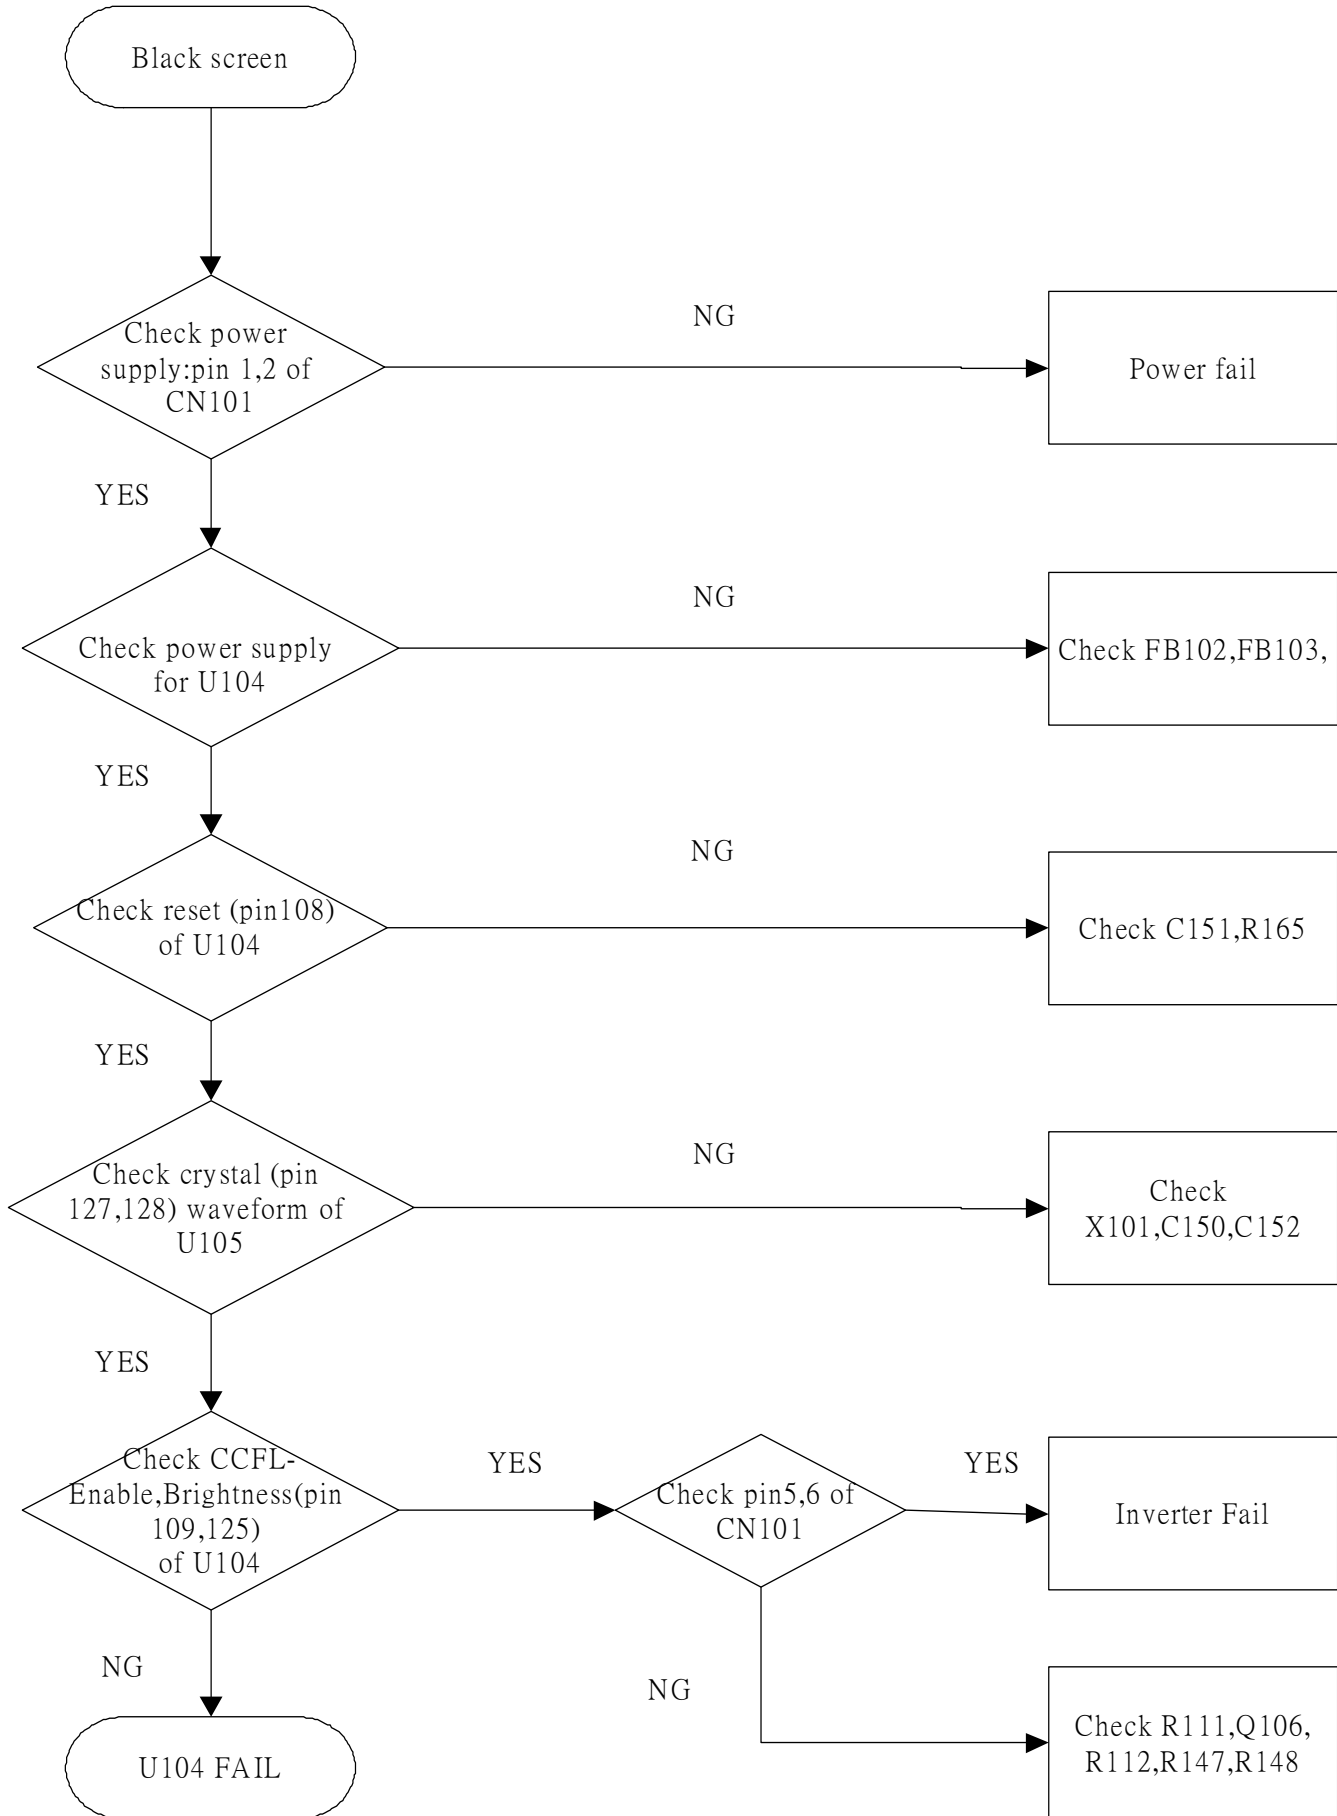 Black screen
Check power
supply:pin 1,2 of
CN101
NG
Power fail
YES
Check power supply
for U104
NG
Check FB102,FB103,
YES
Check reset (pin108)
of U104
NG
Check C151,R165
YES
Check crystal (pin
127,128) waveform of
U105
NG
Check
X101,C150,C152
YES
Check CCFL-
Enable,Brightness(pin
109,125)
of U104
YES
Check pin5,6 of
CN101
YES
Inverter Fail
NG
U104 FAIL
NG
Check R111,Q106,
R112,R147,R148